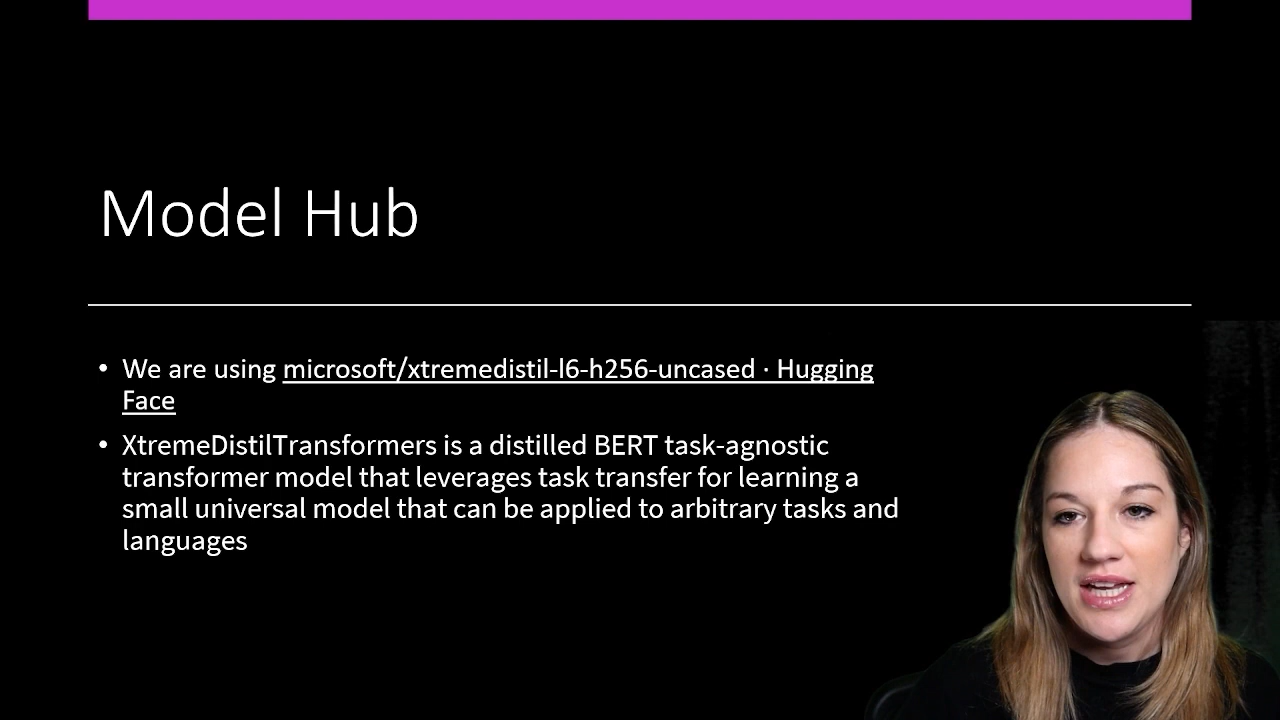 Model Hub
• We are using microsoft/xtremedistil-l6-h256-uncased · Hugging
Face
• XtremeDistilTransformers is a distilled BERT task-agnostic
transformer model that leverages task transfer for learning a
small universal model that can be applied to arbitrary tasks and
languages